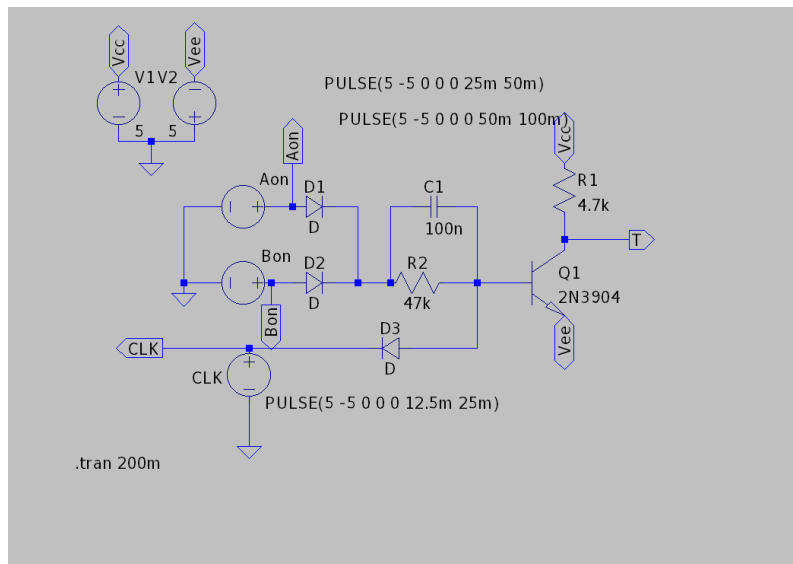 Vcc
Vee
V1
V2
5
5
PULSE(5 -5 0 0 0 25m 50m)
PULSE(5 -5 0 0 0 50m 100m)
Vcc
Aon
Aon
D1
D
C1
100n
R1
4.7k
T
Bon
D2
D
R2
47k
Q1
2N3904
Bon
D3
D
Vee
CLK
CLK
PULSE(5 -5 0 0 0 12.5m 25m)
.tran 200m